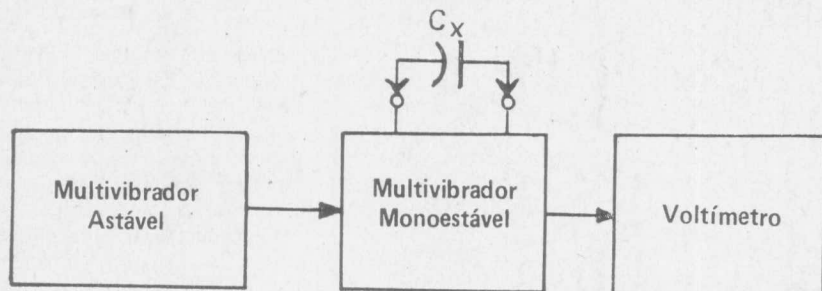 Cx
Multivibrador
Astável
Multivibrador
Monoestável
Voltímetro